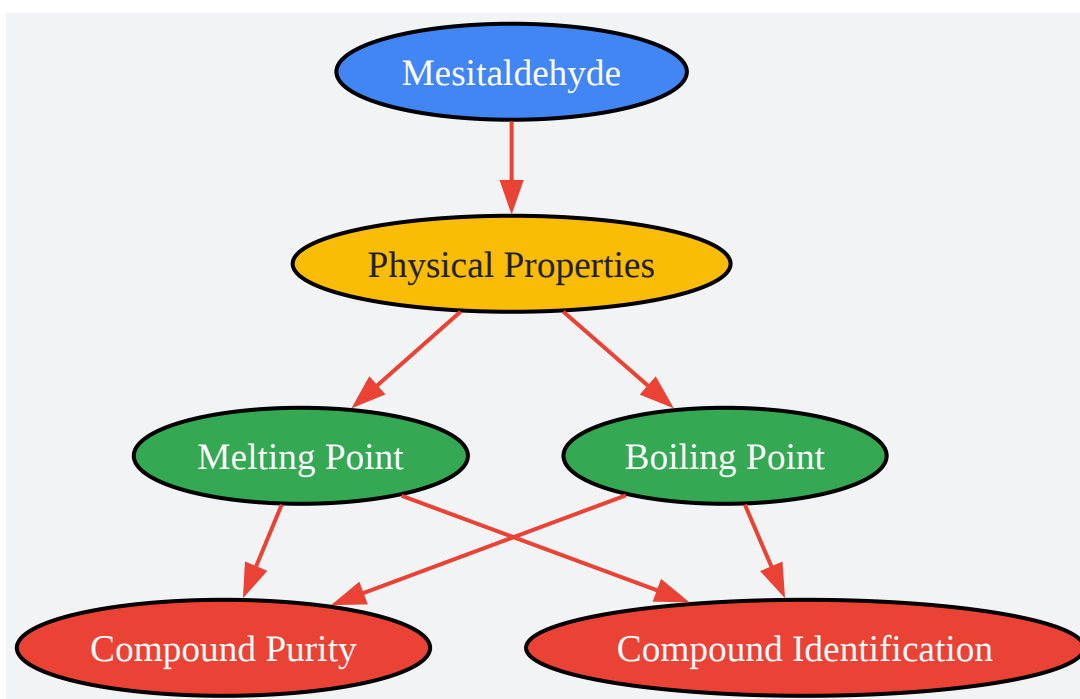 Mesitaldehyde
Physical Properties
Melting Point
Boiling Point
Compound Purity
Compound Identification